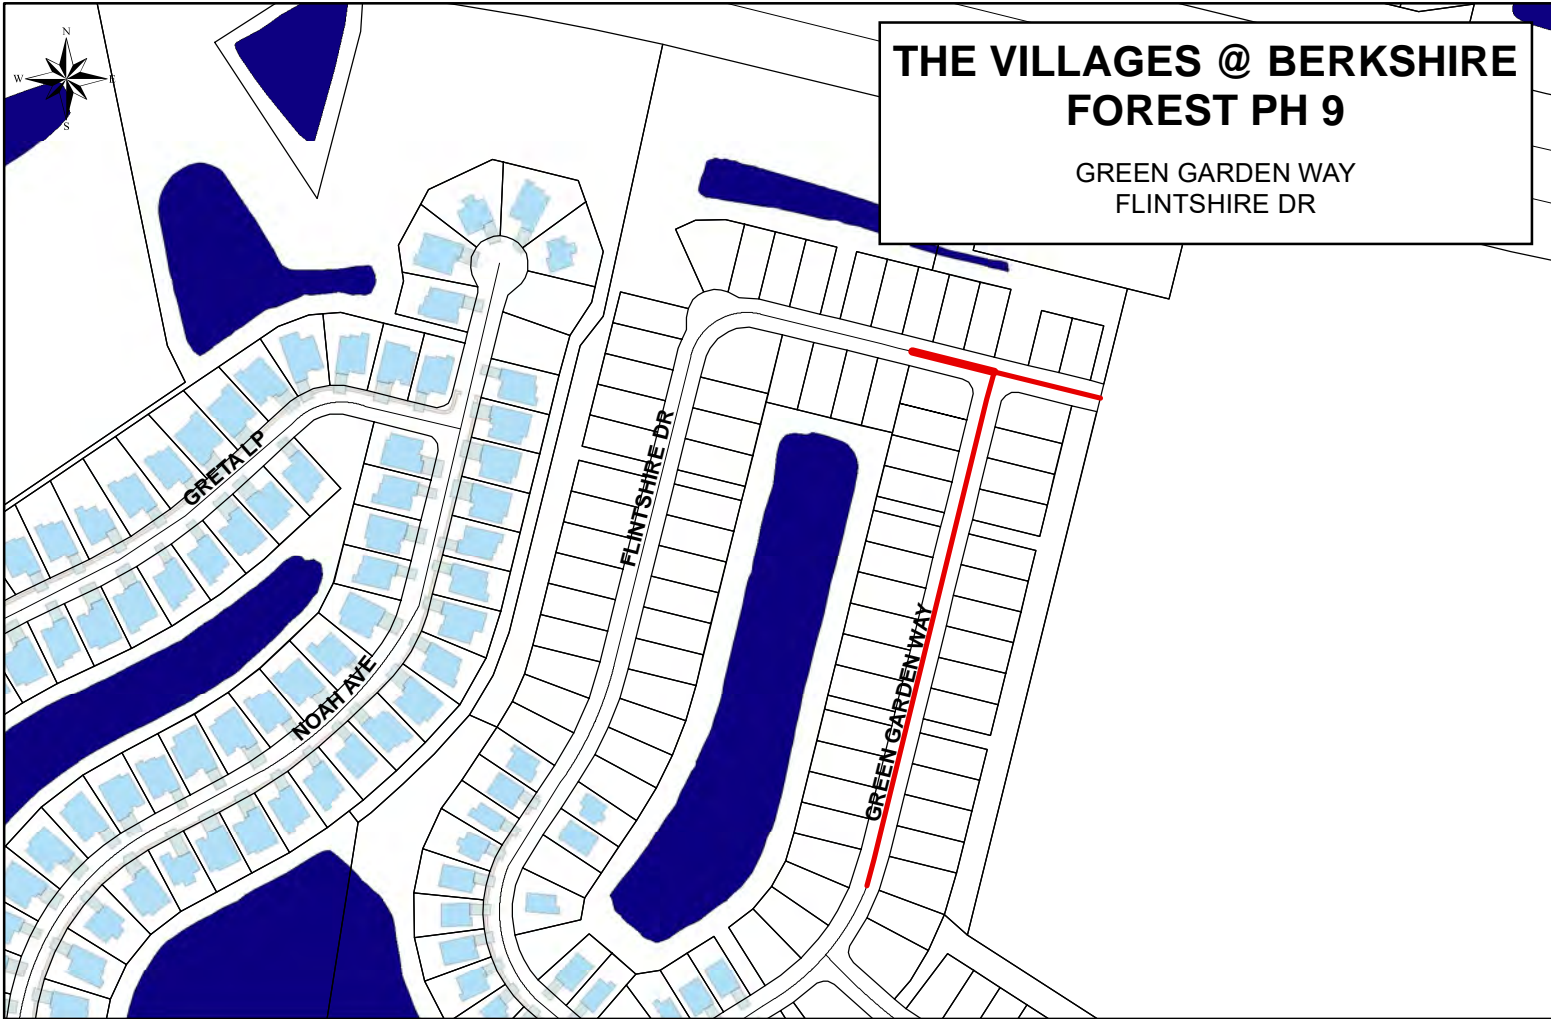 THE VILLAGES @ BERKSHIRE
FOREST PH 9
GREEN GARDEN WAY
FLINTSHIRE DR
N
W
E
S
GRETA LP
FLINTSHIRE DR
NOAH AVE
GREEN GARDEN WAY